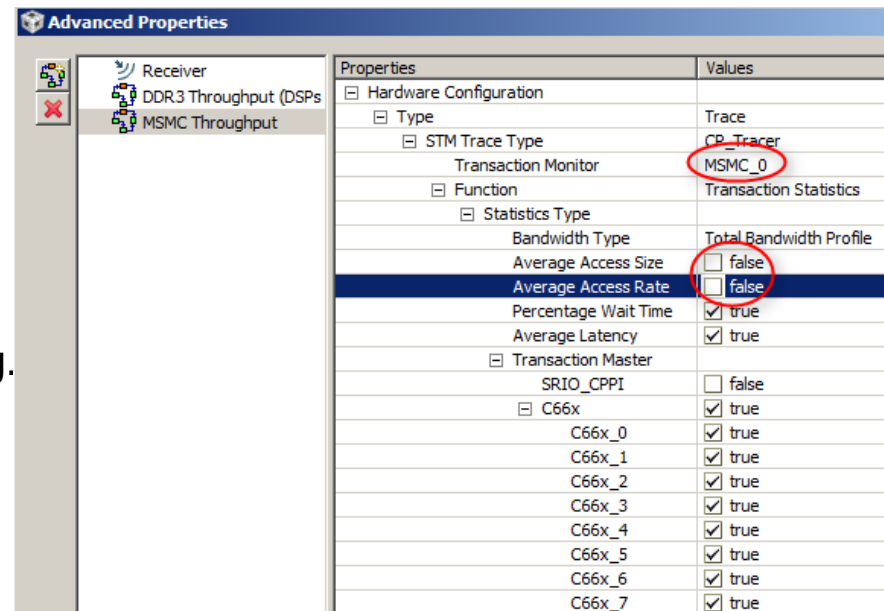 Advanced Properties
Receiver
DDR3 Throughput (DSPs
MSMC Throughput
g.
Properties Values
Hardware Configuration
Type Trace
STM Trace Type CP_Tracer
Transaction Monitor MSMC_0
Function Transaction Statistics
Statistics Type
Bandwidth Type Total Bandwidth Profile
Average Access Size false
Average Access Rate false
Percentage Wait Time true
Average Latency true
Transaction Master
SRIO_CPPI false
C66x true
C66x_0 true
C66x_1 true
C66x_2 true
C66x_3 true
C66x_4 true
C66x_5 true
C66x_6 true
C66x_7 true